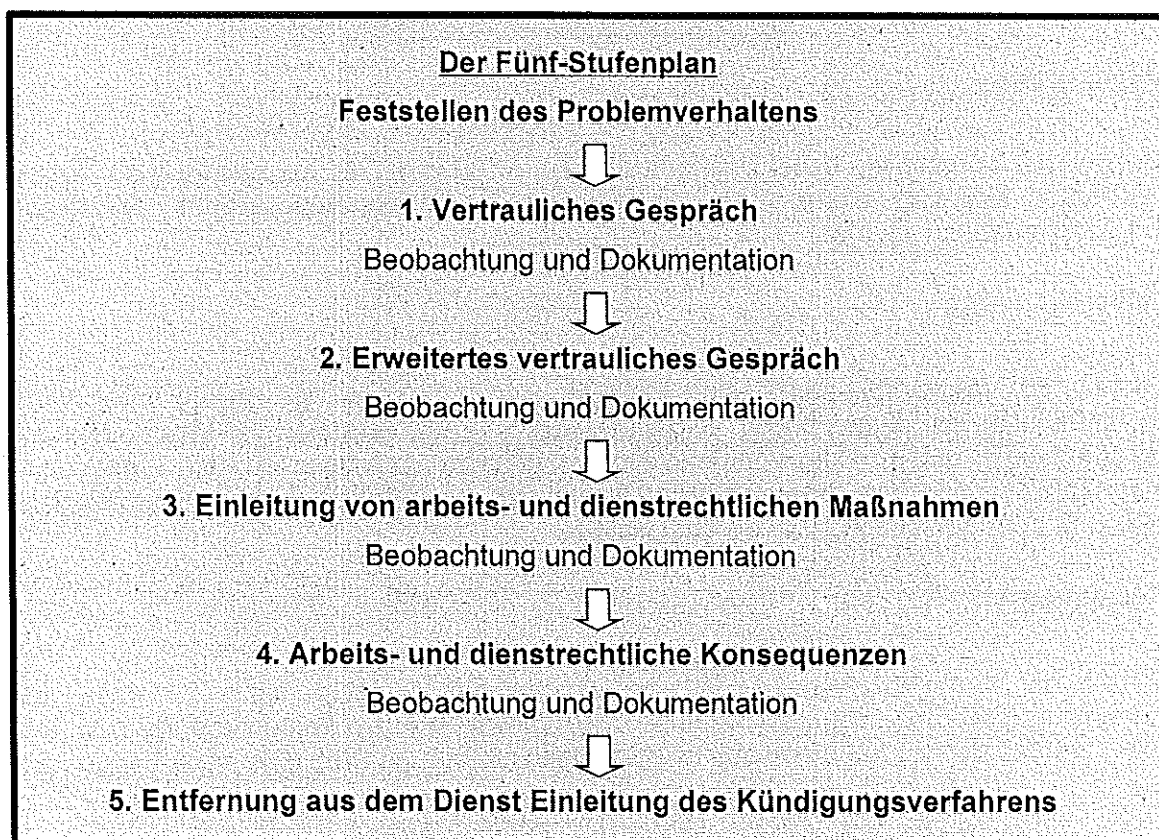 Der Fünf-Stufenplan
Feststellen des Problemverhaltens
1. Vertrauliches Gespräch
Beobachtung und Dokumentation
2. Erweitertes vertrauliches Gespräch
Beobachtung und Dokumentation
3. Einleitung von arbeits- und dienstrechtlichen Maßnahmen
Beobachtung und Dokumentation
4. Arbeits- und dienstrechtliche Konsequenzen
Beobachtung und Dokumentation
5. Entfernung aus dem Dienst Einleitung des Kündigungsverfahrens